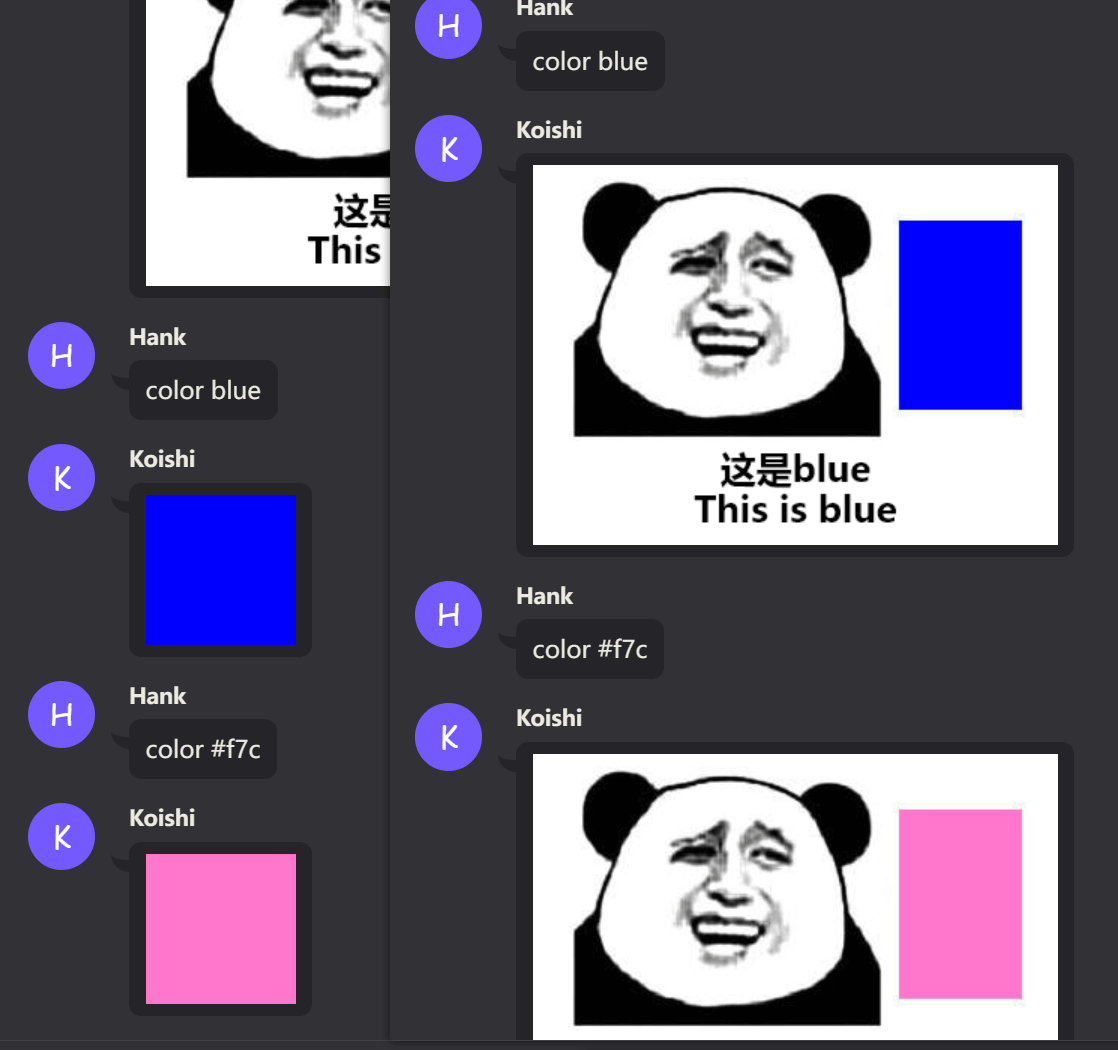 这是
This
H
Hank
color blue
K
Koishi
H
Hank
color #f7c
K
Koishi
H
Hank
color blue
K
Koishi
这是blue
This is blue
H
Hank
color #f7c
K
Koishi